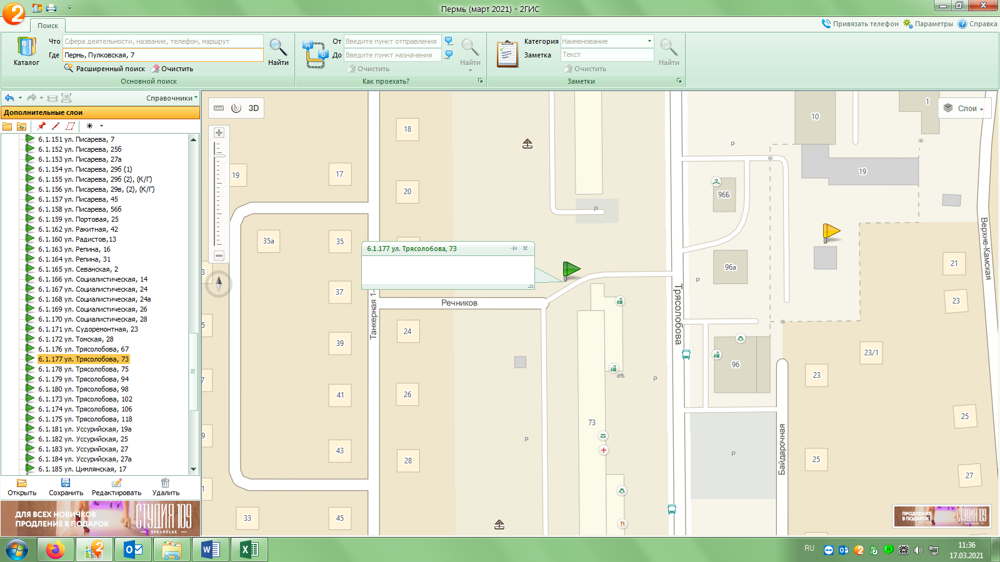 Пермь (март 2021) - 2ГИС
Поиск
Привязать телефон
Параметры
Справка
Каталог
Что
Сфера деятельности, название, телефон, маршрут
Где
Пермь, Пулковская, 7
Расширенный поиск
Очистить
Найти
Основной поиск
От
Введите пункт отправления
До
Введите пункт назначения
Очистить
Найти
Как проехать?
Категория
Наименование
Заметка
Текст
Очистить
Найти
Заметки
Справочники
Дополнительные слои
6.1.151 ул. Писарева, 7
6.1.152 ул. Писарева, 25б
6.1.153 ул. Писарева, 27а
6.1.154 ул. Писарева, 29б (1)
6.1.155 ул. Писарева, 29б (2), (К/Г)
6.1.156 ул. Писарева, 29в, (2), (К/Г)
6.1.157 ул. Писарева, 45
6.1.158 ул. Писарева, 56б
6.1.159 ул. Портовая, 25
6.1.162 ул. Ракитная, 42
6.1.160 ул. Радистов,13
6.1.163 ул. Репина, 16
6.1.164 ул. Репина, 31
6.1.165 ул. Севанская, 2
6.1.166 ул. Социалистическая, 14
6.1.167 ул. Социалистическая, 24
6.1.168 ул. Социалистическая, 24а
6.1.169 ул. Социалистическая, 26
6.1.170 ул. Социалистическая, 28
6.1.171 ул. Судоремонтная, 23
6.1.172 ул. Томская, 28
6.1.176 ул. Трясолобова, 67
6.1.177 ул. Трясолобова, 73
6.1.178 ул. Трясолобова, 75
6.1.179 ул. Трясолобова, 94
6.1.180 ул. Трясолобова, 98
6.1.173 ул. Трясолобова, 102
6.1.174 ул. Трясолобова, 106
6.1.175 ул. Трясолобова, 118
6.1.181 ул. Уссурийская, 19а
6.1.182 ул. Уссурийская, 25
6.1.183 ул. Уссурийская, 27
6.1.184 ул. Уссурийская, 27а
6.1.185 ул. Цимлянская, 17
Открыть
Сохранить
Редактировать
Удалить
ДЛЯ ВСЕХ НОВИЧКОВ
ПРОДЛЕНИЕ В ПОДАРОК
СТУДИЯ 109
SPA & RELAX
3D
Слои
18
10
1
19
17
20
19
96Б
P
P
35а
35
6.1.177 ул. Трясолобова, 73
96а
21
P
3
37
Речников
Танкерная 1-
Трясолобова
Верхне-Камская
23
5
24
39
96
23/1
23
7
41
26
P
73
25
9
43
28
P
P
Байдарочная
25
27
1
33
45
ПРОДЛЕНИЕ
В ПОДАРОК
СТУДИЯ 109
RU
11:36
17.03.2021